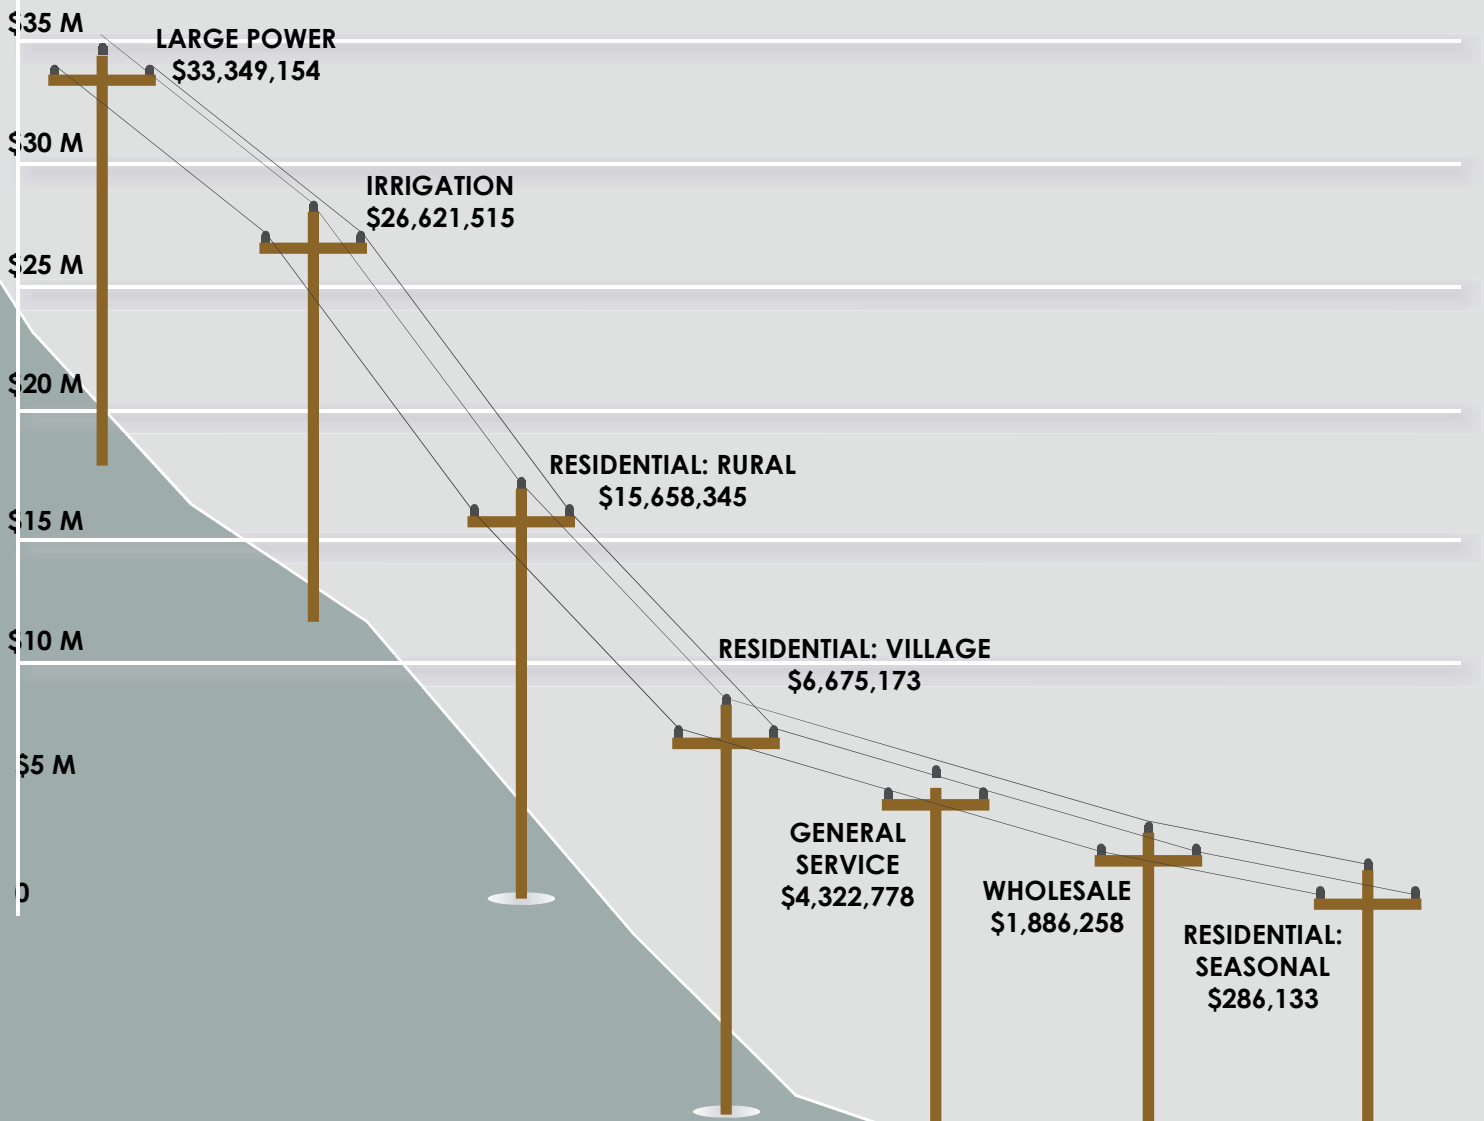 $35 M
LARGE POWER
$33,349,154
$30 M
IRRIGATION
$26,621,515
$25 M
$20 M
RESIDENTIAL: RURAL
$15,658,345
$15 M
$10 M
RESIDENTIAL: VILLAGE
$6,675,173
$5 M
GENERAL
SERVICE
$4,322,778
WHOLESALE
$1,886,258
0
RESIDENTIAL:
SEASONAL
$286,133